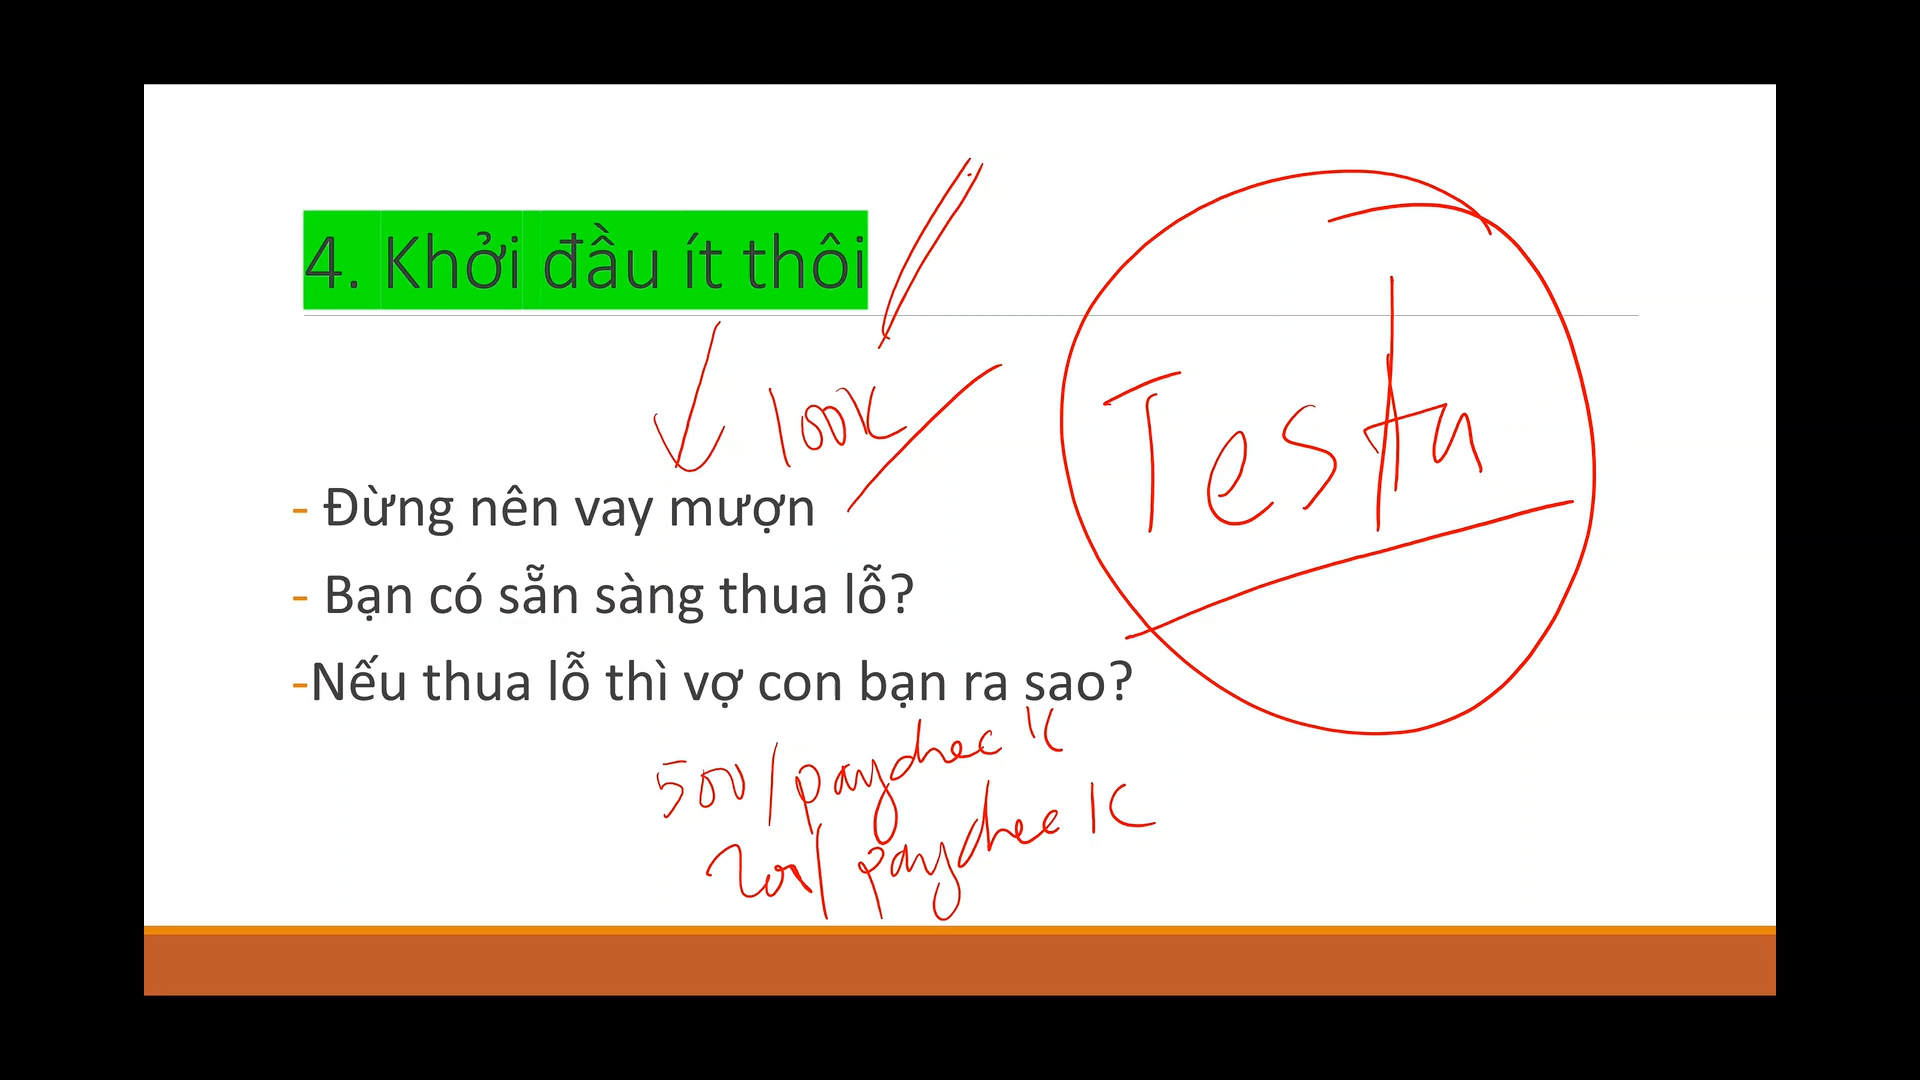 4. Khởi đầu ít thôi
100K
Testa
- Đừng nên vay mượn
- Bạn có sẵn sàng thua lỗ?
-Nếu thua lỗ thì vợ con bạn ra sao?
500/paycheck
200/paycheck